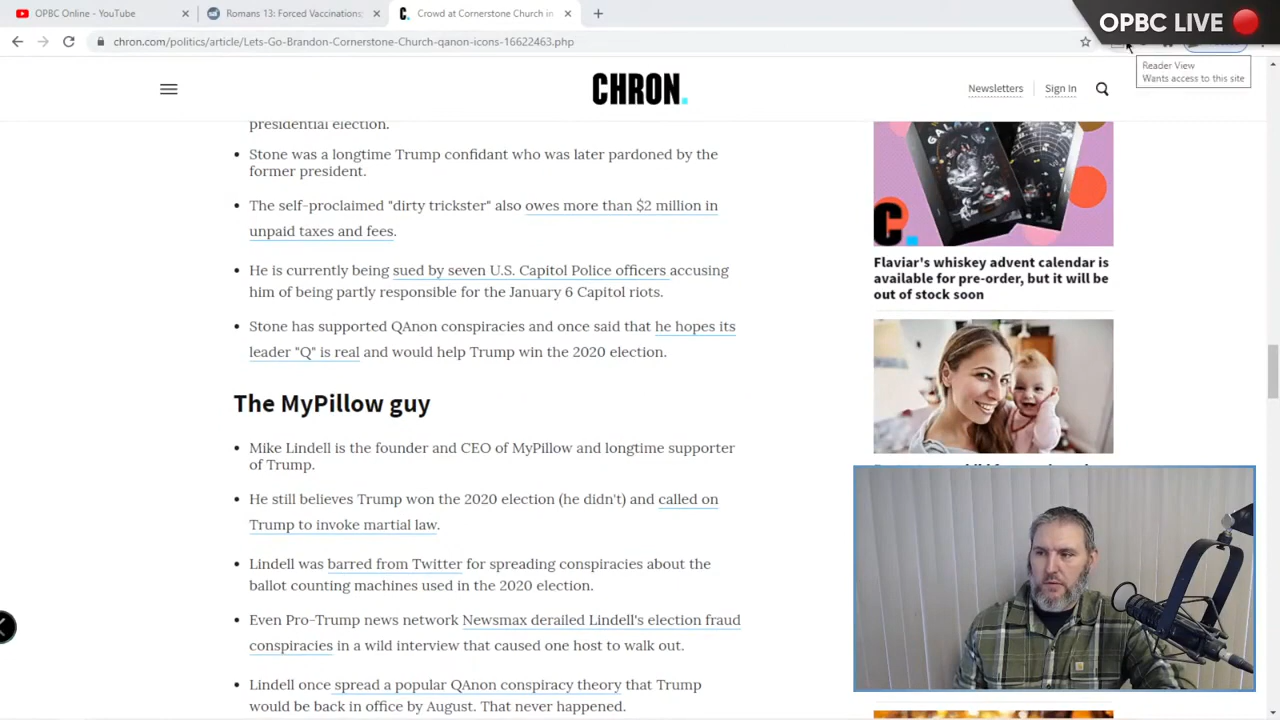 OPBC Online - YouTube
Romans 13: Forced Vaccinations;
Crowd at Cornerstone Church in
OPBC LIVE
chron.com/politics/article/Lets-Go-Brandon-Cornerstone-Church-qanon-icons-16622463.php
Reader View
Wants access to this site
CHRON.
Newsletters
Sign In
presidential election.
• Stone was a longtime Trump confidant who was later pardoned by the
former president.
• The self-proclaimed "dirty trickster" also owes more than $2 million in
unpaid taxes and fees.
• He is currently being sued by seven U.S. Capitol Police officers accusing
him of being partly responsible for the January 6 Capitol riots.
• Stone has supported QAnon conspiracies and once said that he hopes its
leader "Q" is real and would help Trump win the 2020 election.
The MyPillow guy
• Mike Lindell is the founder and CEO of MyPillow and longtime supporter
of Trump.
• He still believes Trump won the 2020 election (he didn't) and called on
Trump to invoke martial law.
• Lindell was banned from Twitter for spreading conspiracies about the
ballot counting machines used in the 2020 election.
• Even Pro-Trump news network Newsmax derailed Lindell's election fraud
conspiracies in a wild interview that caused one host to walk out.
• Lindell once spread a popular QAnon conspiracy theory that Trump
would be back in office by August. That never happened.
C.
Flaviar's whiskey advent calendar is
available for pre-order, but it will be
out of stock soon